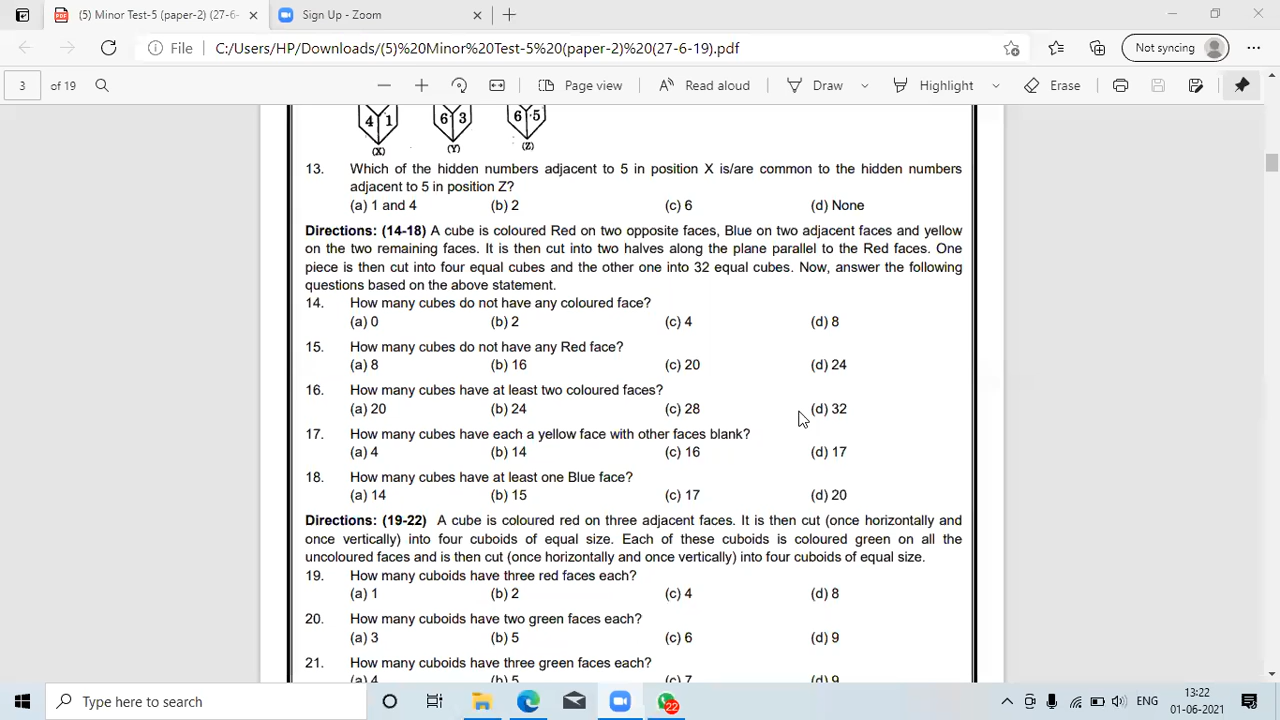 (5) Minor Test-5 (paper-2) (27-6-
Sign Up - Zoom
File
C:/Users/HP/Downloads/(5)%20Minor%20Test-5%20(paper-2)%20(27-6-19).pdf
Not syncing
3 of 19
Page view
Read aloud
Draw
Highlight
Erase
4 1 6 3 6 5
(X) (Y) (Z)
13. Which of the hidden numbers adjacent to 5 in position X is/are common to the hidden numbers
adjacent to 5 in position Z?
(a) 1 and 4 (b) 2 (c) 6 (d) None
Directions: (14-18) A cube is coloured Red on two opposite faces, Blue on two adjacent faces and yellow
on the two remaining faces. It is then cut into two halves along the plane parallel to the Red faces. One
piece is then cut into four equal cubes and the other one into 32 equal cubes. Now, answer the following
questions based on the above statement.
14. How many cubes do not have any coloured face?
(a) 0 (b) 2 (c) 4 (d) 8
15. How many cubes do not have any Red face?
(a) 8 (b) 16 (c) 20 (d) 24
16. How many cubes have at least two coloured faces?
(a) 20 (b) 24 (c) 28 (d) 32
17. How many cubes have each a yellow face with other faces blank?
(a) 4 (b) 14 (c) 16 (d) 17
18. How many cubes have at least one Blue face?
(a) 14 (b) 15 (c) 17 (d) 20
Directions: (19-22) A cube is coloured red on three adjacent faces. It is then cut (once horizontally and
once vertically) into four cuboids of equal size. Each of these cuboids is coloured green on all the
uncoloured faces and is then cut (once horizontally and once vertically) into four cuboids of equal size.
19. How many cuboids have three red faces each?
(a) 1 (b) 2 (c) 4 (d) 8
20. How many cuboids have two green faces each?
(a) 3 (b) 5 (c) 6 (d) 9
21. How many cuboids have three green faces each?
(a) 4 (b) 5 (c) 7 (d) 9
Type here to search
22
ENG
13:22
01-06-2021